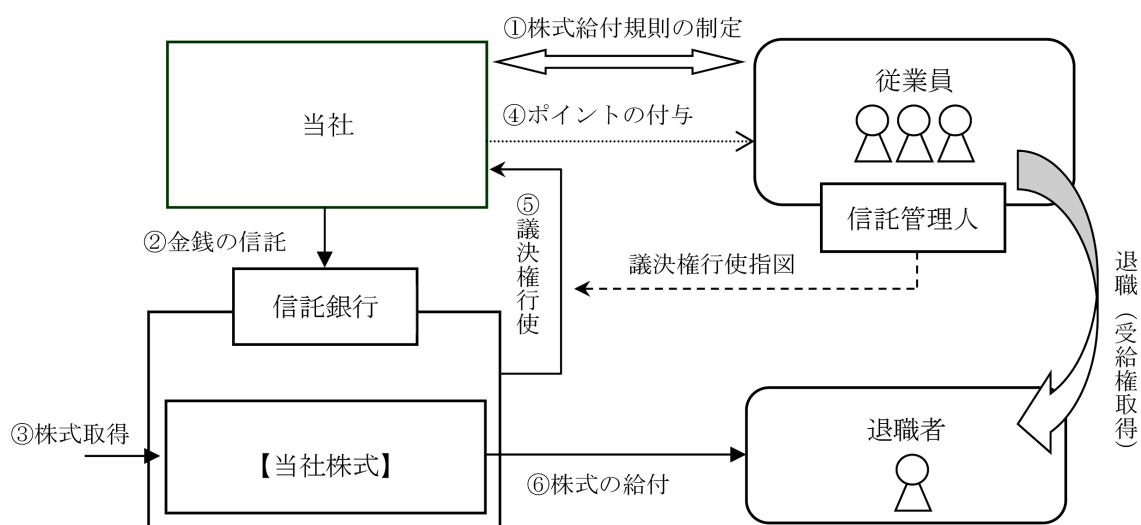 ①株式給付規則の制定
従業員
当社
④ポイントの付与
信託管理人
②金銭の信託
⑤議決権行使
議決権行使指図
退職（受給権取得）
信託銀行
③株式取得
【当社株式】
⑥株式の給付
退職者